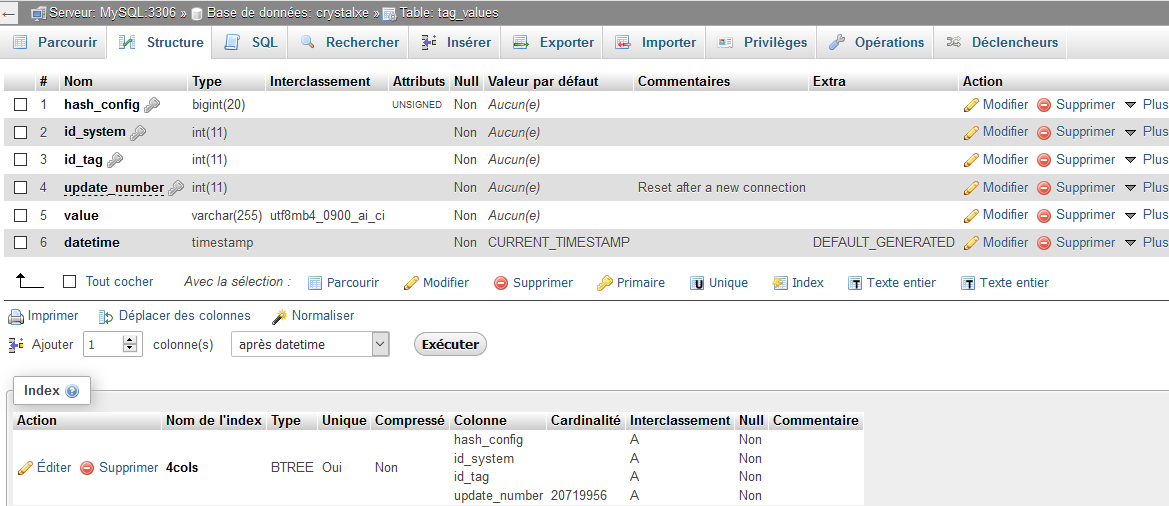 Serveur: MySQL:3306 » Base de données: crystalxe » Table: tag_values
Parcourir Structure SQL Rechercher Insérer Exporter Importer Privilèges Opérations Déclencheurs
# Nom Type Interclassement Attributs Null Valeur par défaut Commentaires Extra Action
1 hash_config bigint(20) UNSIGNED Non Aucun(e) Modifier Supprimer Plus
2 id_system int(11) Non Aucun(e) Modifier Supprimer Plus
3 id_tag int(11) Non Aucun(e) Modifier Supprimer Plus
4 update_number int(11) Non Aucun(e) Reset after a new connection Modifier Supprimer Plus
5 value varchar(255) utf8mb4_0900_ai_ci Non Aucun(e) Modifier Supprimer Plus
6 datetime timestamp Non CURRENT_TIMESTAMP DEFAULT_GENERATED Modifier Supprimer Plus
Tout cocher Avec la sélection : Parcourir Modifier Supprimer Primaire Unique Index Texte entier Texte entier
Imprimer Déplacer des colonnes Normaliser
Ajouter 1 colonne(s) après datetime Exécuter
Index
Action Nom de l'index Type Unique Compressé Colonne Cardinalité Interclassement Null Commentaire
Éditer Supprimer 4cols BTREE Oui Non hash_config A Non
id_system A Non
id_tag A Non
update_number 20719956 A Non